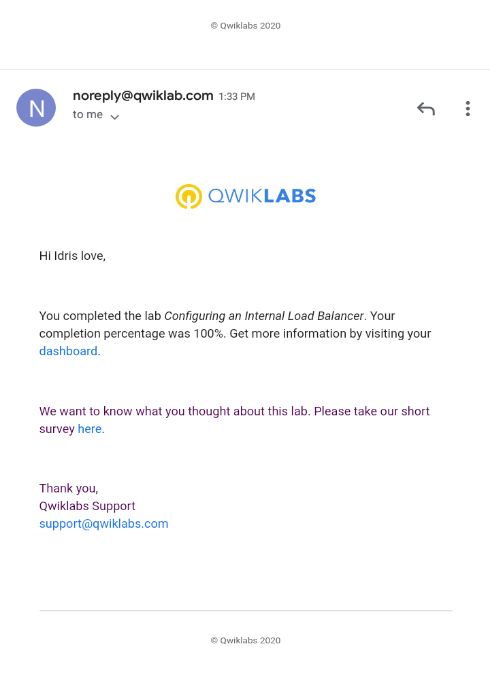 © Qwiklabs 2020
N
noreply@qwiklab.com 1:33 PM
to me
QWIKLABS
Hi Idris love,
You completed the lab Configuring an Internal Load Balancer. Your
completion percentage was 100%. Get more information by visiting your
dashboard.
We want to know what you thought about this lab. Please take our short
survey here.
Thank you,
Qwiklabs Support
support@qwiklabs.com
© Qwiklabs 2020